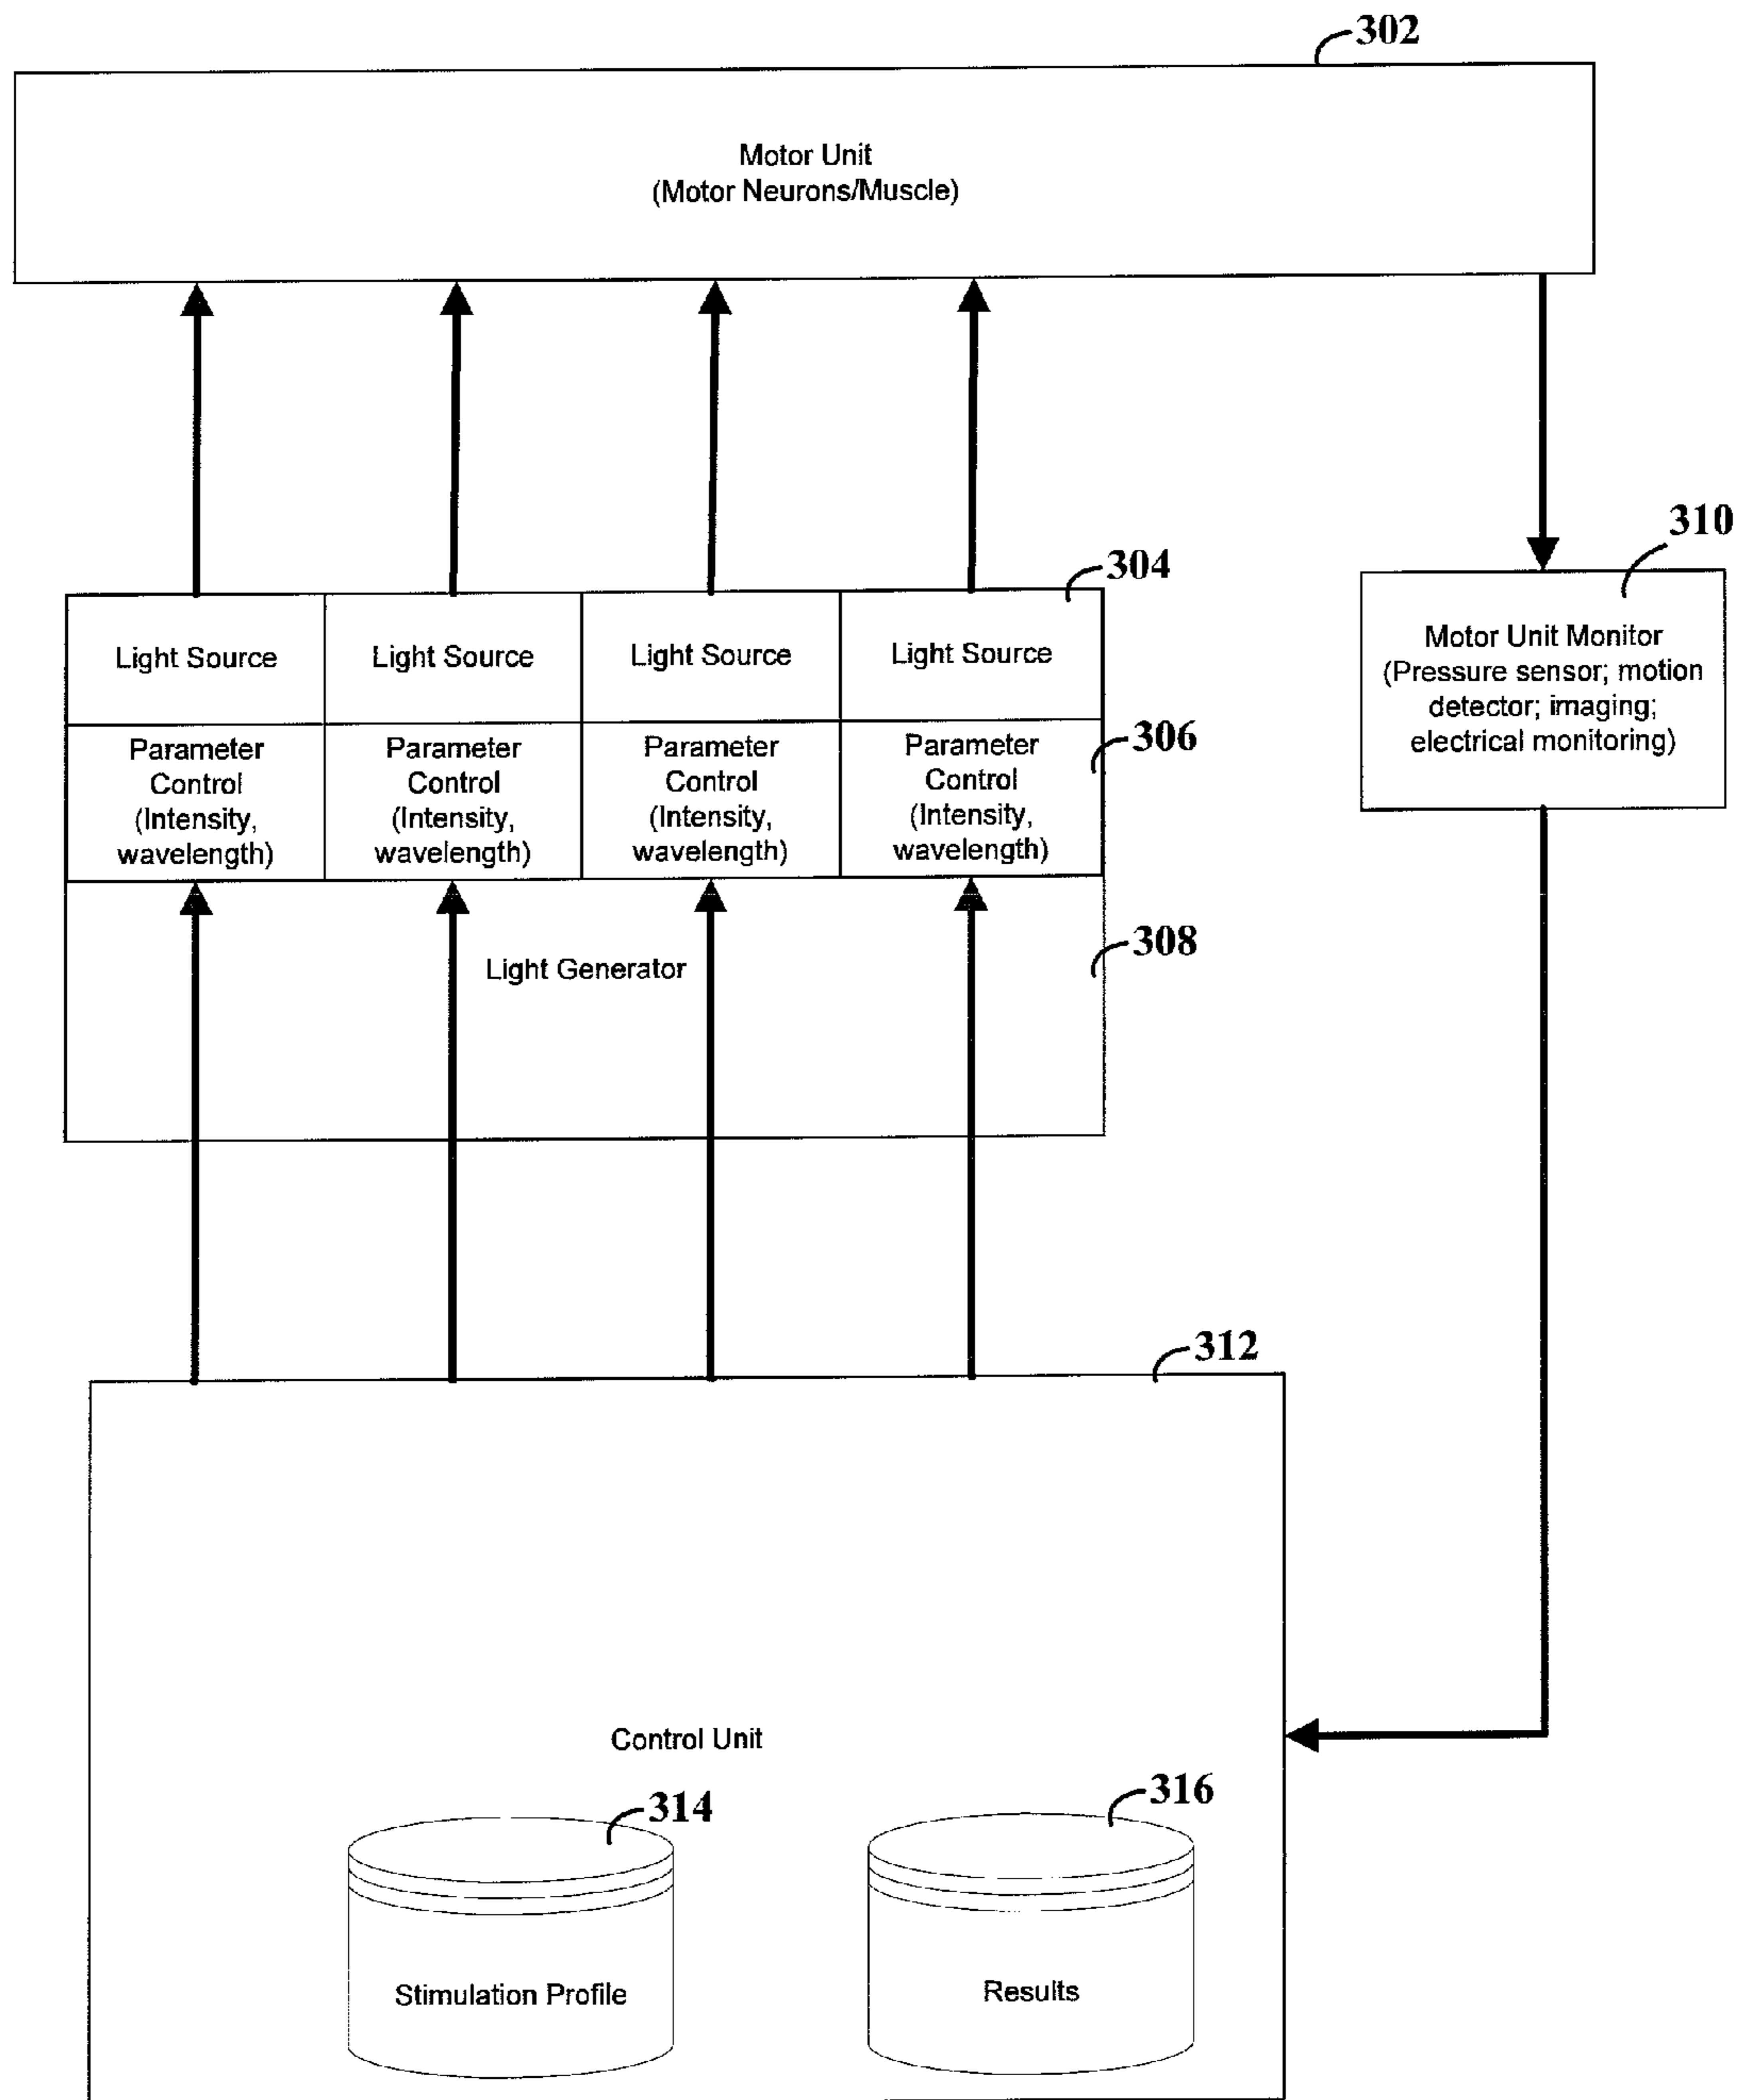 302
Motor Unit
(Motor Neurons/Muscle)
310
304
Light Source
Light Source
Light Source
Light Source
Motor Unit Monitor
(Pressure sensor; motion
detector; imaging;
electrical monitoring)
306
Parameter
Control
(Intensity,
wavelength)
Parameter
Control
(Intensity,
wavelength)
Parameter
Control
(Intensity,
wavelength)
Parameter
Control
(Intensity,
wavelength)
308
Light Generator
312
Control Unit
314
316
Stimulation Profile
Results